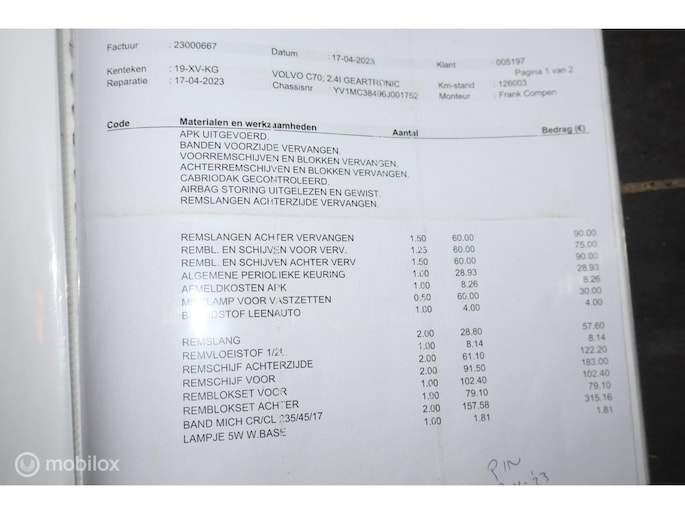 Factuur : 23000667 Datum : 17-04-2023 Klant : 005197
Pagina 1 van 2
Kenteken : 19-XV-KG VOLVO C70; 2.4I GEARTRONIC Km-stand : 126003
Reparatie : 17-04-2023 Chassisnr YV1MC38496J001752 Monteur : Frank Compen
Code Materialen en werkzaamheden Aantal Bedrag (€)
APK UITGEVOERD.
BANDEN VOORZIJDE VERVANGEN.
VOORREMSCHIJVEN EN BLOKKEN VERVANGEN.
ACHTERREMSCHIJVEN EN BLOKKEN VERVANGEN.
CABRIODAK GECONTROLEERD.
AIRBAG STORING UITGELEZEN EN GEWIST.
REMSLANGEN ACHTERZIJDE VERVANGEN.
REMSLANGEN ACHTER VERVANGEN 1.50 60.00 90.00
REMBL. EN SCHIJVEN VOOR VERV. 1.25 60.00 75.00
REMBL. EN SCHIJVEN ACHTER VERV 1.50 60.00 90.00
ALGEMENE PERIODIEKE KEURING 1.00 28.93 28.93
AFMELDKOSTEN APK 1.00 8.26 8.26
MISTLAMP VOOR VASTZETTEN 0.50 60.00 30.00
BRANDSTOF LEENAUTO 1.00 4.00 4.00
REMSLANG 2.00 28.80 57.60
REMVLOEISTOF 1/2L 1.00 8.14 8.14
REMSCHIJF ACHTERZIJDE 2.00 61.10 122.20
REMSCHIJF VOOR 2.00 91.50 183.00
REMBLOKSET VOOR 1.00 102.40 102.40
REMBLOKSET ACHTER 1.00 79.10 79.10
BAND MICH CR/CL 235/45/17 2.00 157.58 315.16
LAMPJE 5W W.BASE 1.00 1.81 1.81
PIN
mobilox